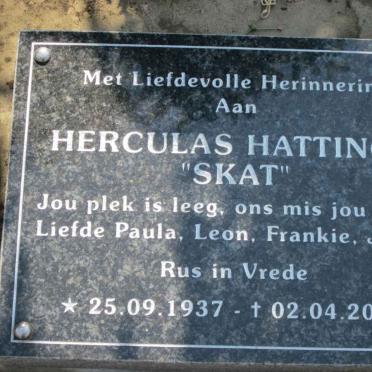 Met Liefdevolle Herinnerin
Aan
HERCULAS HATTING
"SKAT"
Jou plek is leeg, ons mis jou
Liefde Paula, Leon, Frankie,
Rus in Vrede
★ 25.09.1937 - † 02.04.20